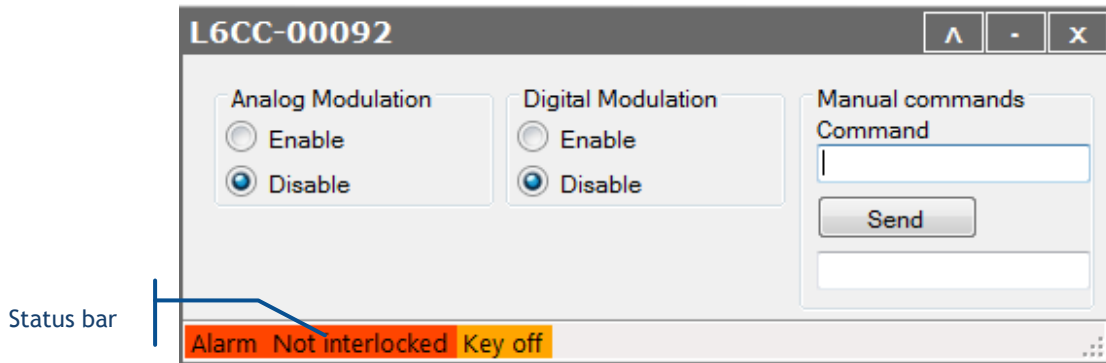 L6CC-00092
ʌ - x
Analog Modulation
Enable
Disable
Digital Modulation
Enable
Disable
Manual commands
Command
Send
Status bar
Alarm Not interlocked Key off